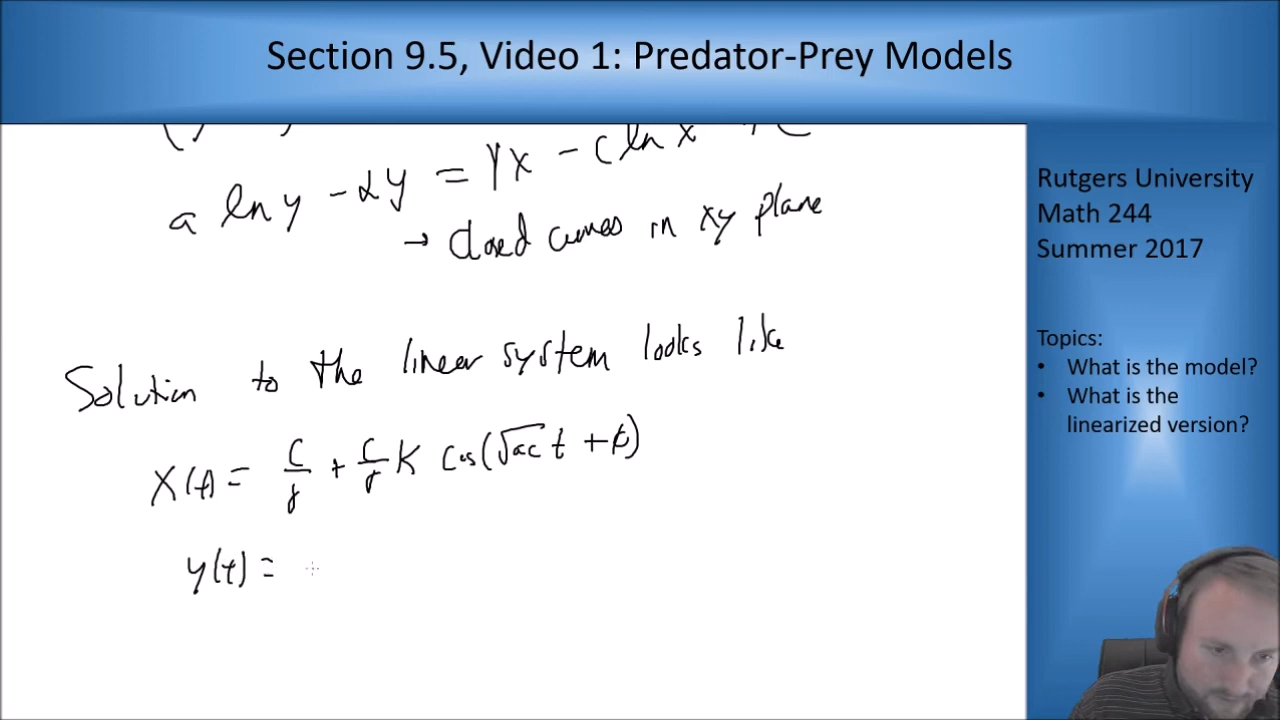 Section 9.5, Video 1: Predator-Prey Models
a ln y - αy = γx - c ln x
→ closed curves in xy plane
Solution to the linear system looks like
x(t) = c/γ + c/γ K cos(√ac t + φ)
y(t) =
Rutgers University
Math 244
Summer 2017
Topics:
• What is the model?
• What is the
linearized version?